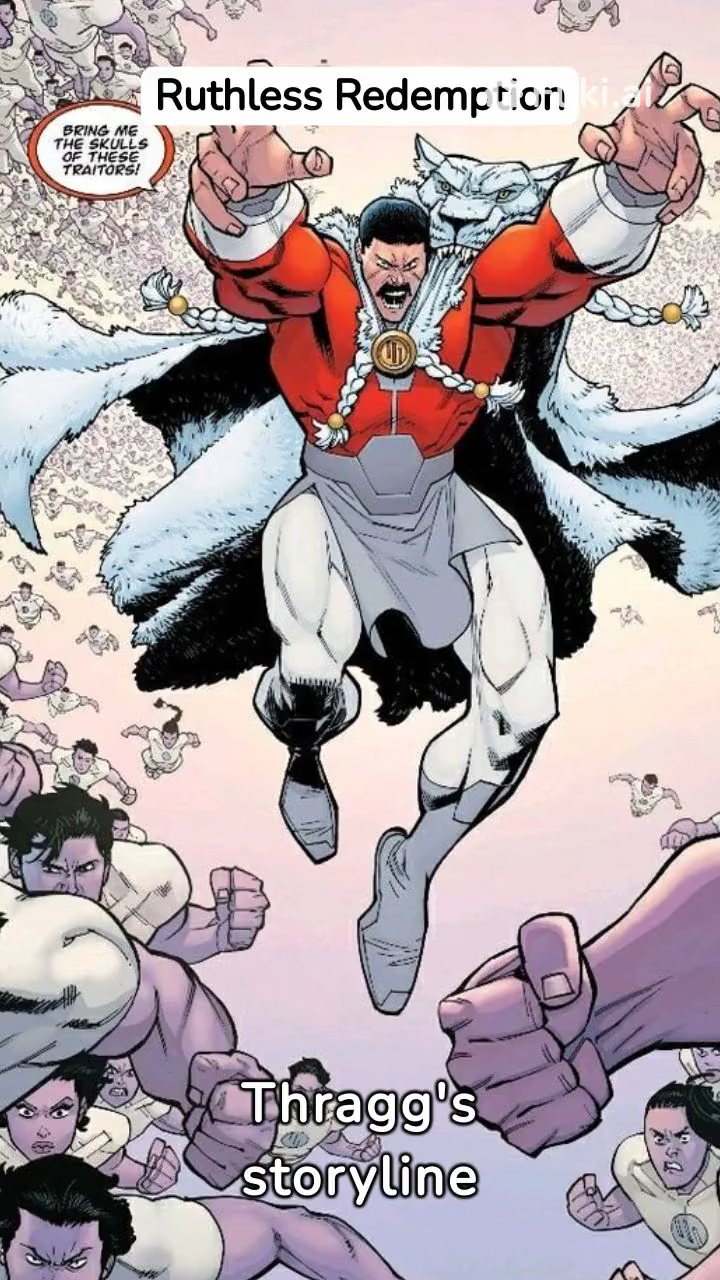 Ruthless Redemption
BRING ME
THE SKULLS
OF THESE
TRAITORS!
Thragg's
storyline